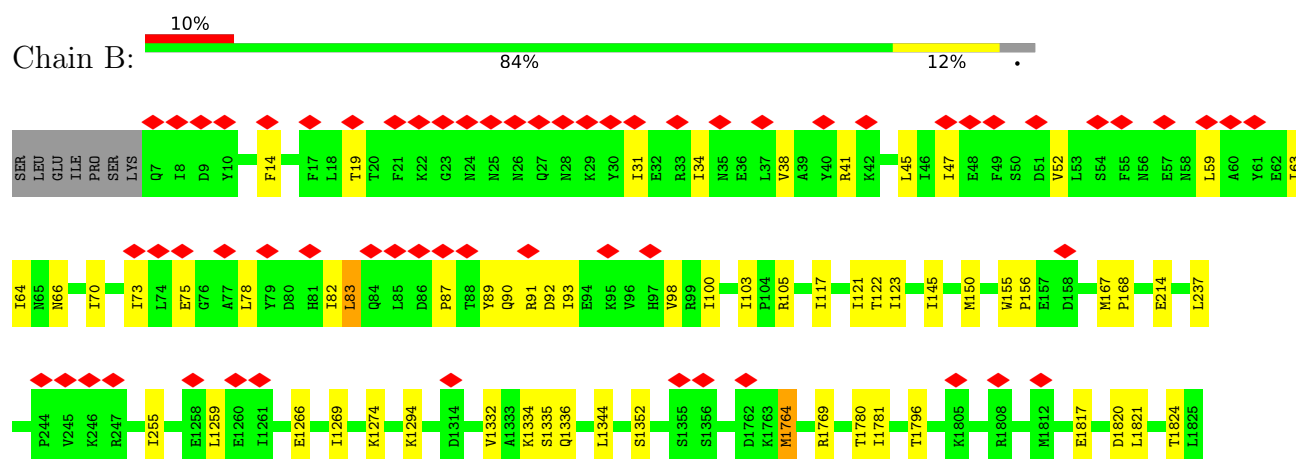 10%
Chain B:
84% 12% •
SER LEU GLU ILE PRO SER LYS Q7 I8 D9 Y10 F14 F17 L18 T19 T20 F21 K22 G23 N24 N25 N26 Q27 N28 K29 Y30 I31 E32 R33 I34 N35 E36 L37 V38 A39 Y40 R41 K42 L45 I46 I47 E48 F49 S50 D51 V52 L53 S54 F55 N56 E57 N58 L59 A60 Y61 E62 I63
I64 N65 N66 I70 I73 L74 E75 G76 A77 L78 Y79 D80 H81 I82 L83 Q84 L85 D86 P87 T88 Y89 Q90 R91 D92 I93 E94 K95 V96 H97 V98 R99 I100 I103 P104 R105 I117 I121 T122 I123 I145 M150 W155 P156 E157 D158 M167 P168 E214 L237
P244 V245 K246 R247 I255 E1258 L1259 E1260 I1261 E1266 I1269 K1274 K1294 D1314 V1332 A1333 K1334 S1335 Q1336 L1344 S1352 S1355 S1356 D1762 K1763 M1764 R1769 T1780 I1781 T1796 K1805 R1808 M1812 E1817 D1820 L1821 T1824 L1825